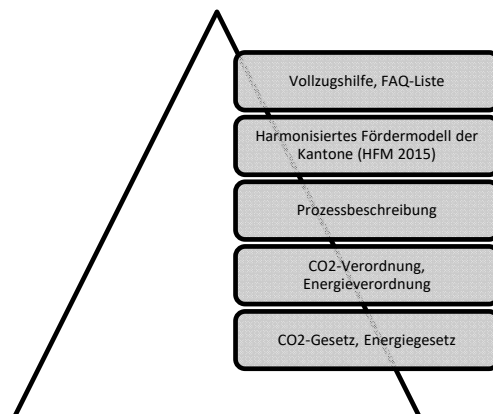 Vollzugshilfe, FAQ-Liste
Harmonisiertes Fördermodell der
Kantone (HFM 2015)
Prozessbeschreibung
CO2-Verordnung,
Energieverordnung
CO2-Gesetz, Energiegesetz